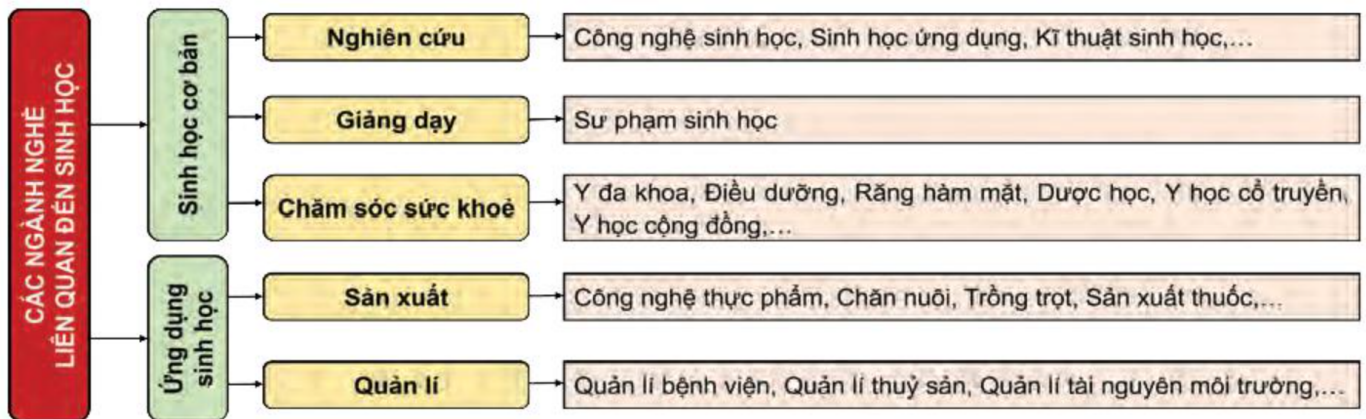 CÁC NGÀNH NGHỀ
LIÊN QUAN ĐẾN SINH HỌC
Sinh học cơ bản
Nghiên cứu
Công nghệ sinh học, Sinh học ứng dụng, Kĩ thuật sinh học,…
Giảng dạy
Sư phạm sinh học
Chăm sóc sức khoẻ
Y đa khoa, Điều dưỡng, Răng hàm mặt, Dược học, Y học cổ truyền,
Y học cộng đồng,…
Ứng dụng
sinh học
Sản xuất
Công nghệ thực phẩm, Chăn nuôi, Trồng trọt, Sản xuất thuốc,…
Quản lí
Quản lí bệnh viện, Quản lí thuỷ sản, Quản lí tài nguyên môi trường,…